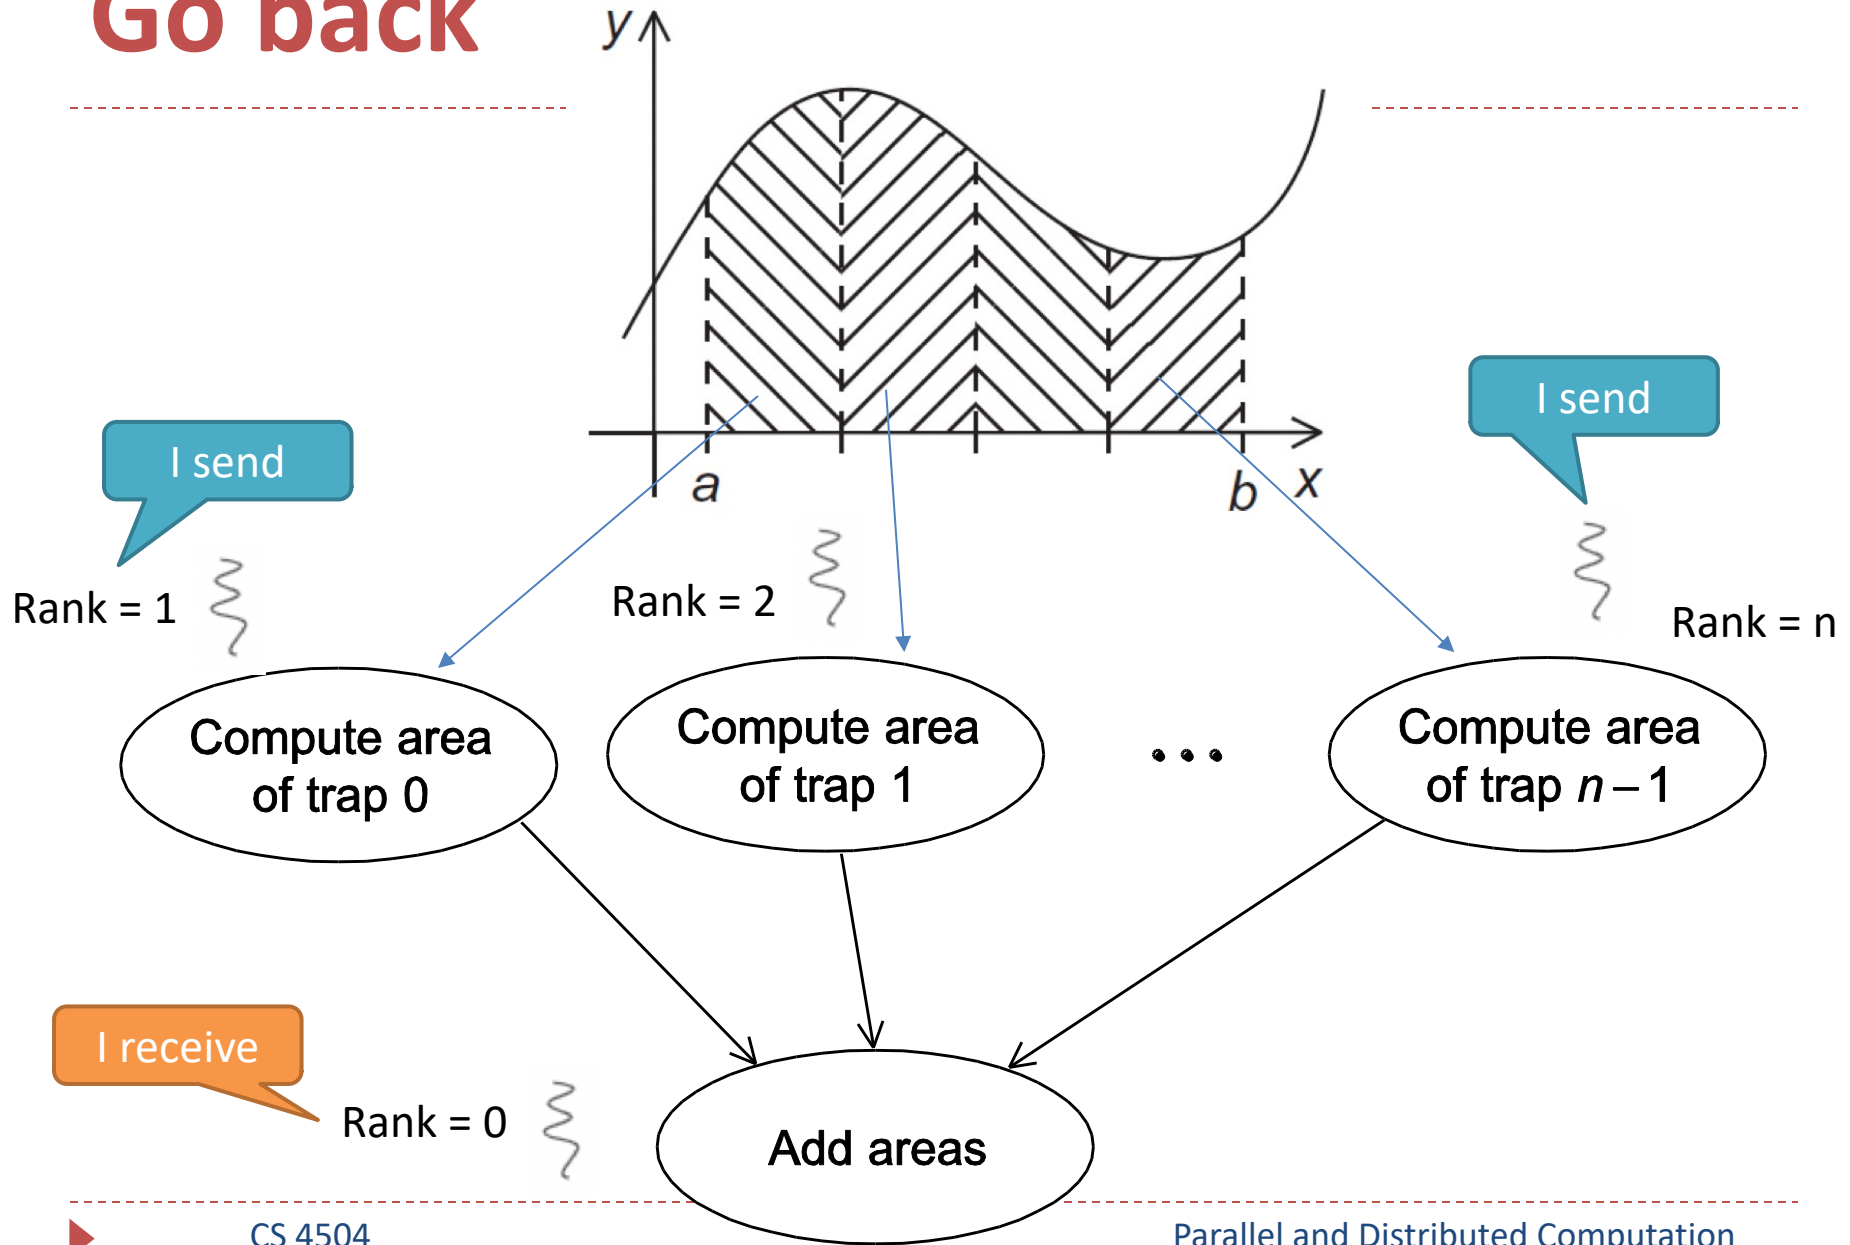 Go back
y
a
b
x
I send
I send
Rank = 1
Rank = 2
Rank = n
Compute area
of trap 0
Compute area
of trap 1
• • •
Compute area
of trap n – 1
I receive
Rank = 0
Add areas
CS 4504
Parallel and Distributed Computation